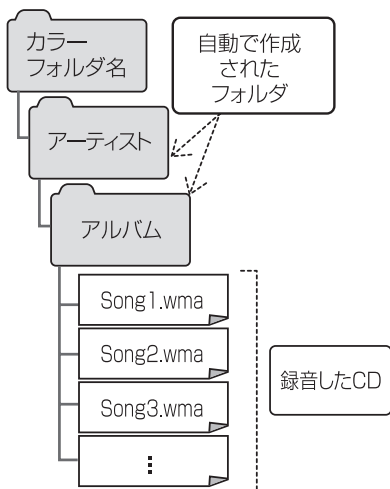 カラー
フォルダ名
自動で作成
された
フォルダ
アーティスト
アルバム
Song1.wma
Song2.wma
録音したCD
Song3.wma
⋮